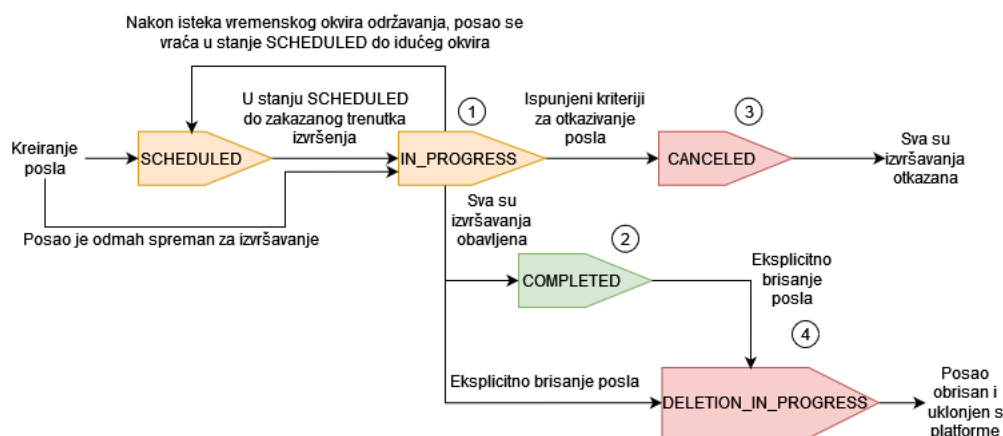 Nakon isteka vremenskog okvira održavanja, posao se
vraća u stanje SCHEDULED do idućeg okvira
U stanju SCHEDULED
do zakazanog trenutka
izvršenja
1
Ispunjeni kriteriji
za otkazivanje
posla
3
Kreiranje
posla
SCHEDULED
IN_PROGRESS
CANCELED
Sva su
izvršavanja
otkazana
Posao je odmah spreman za izvršavanje
Sva su
izvršavanja
obavljena
2
COMPLETED
Eksplicitno
brisanje
posla
4
Eksplicitno brisanje posla
DELETION_IN_PROGRESS
Posao
obrisan i
uklonjen s
platforme